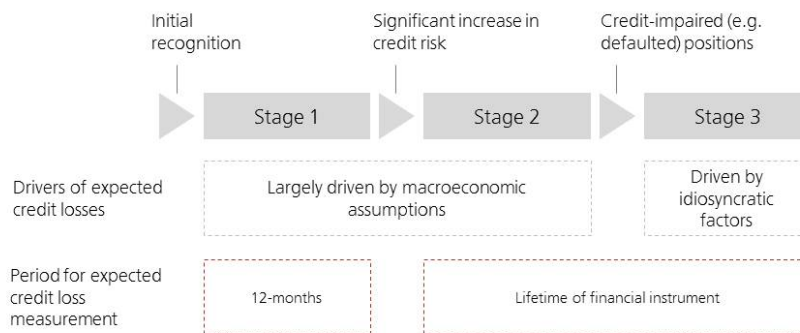 Initial
recognition
Significant increase in
credit risk
Credit-impaired (e.g.
defaulted) positions
Stage 1
Stage 2
Stage 3
Drivers of expected
credit losses
Largely driven by macroeconomic
assumptions
Driven by
idiosyncratic
factors
Period for expected
credit loss
measurement
12-months
Lifetime of financial instrument